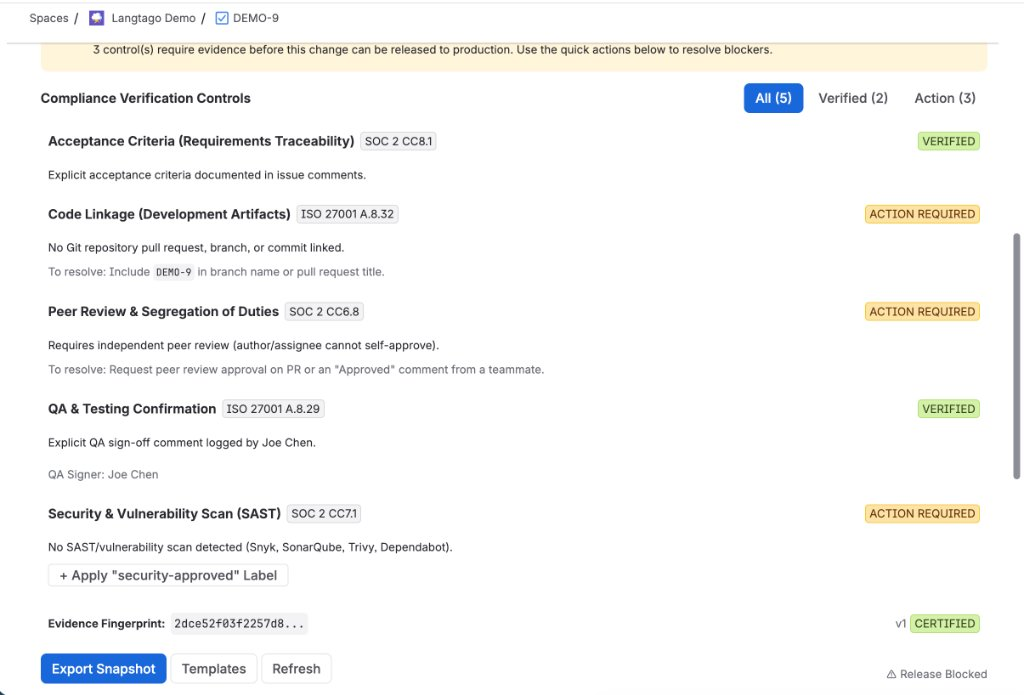 Spaces / Langtago Demo / DEMO-9
3 control(s) require evidence before this change can be released to production. Use the quick actions below to resolve blockers.
Compliance Verification Controls
All (5) Verified (2) Action (3)
Acceptance Criteria (Requirements Traceability) SOC 2 CC8.1 VERIFIED
Explicit acceptance criteria documented in issue comments.
Code Linkage (Development Artifacts) ISO 27001 A.8.32 ACTION REQUIRED
No Git repository pull request, branch, or commit linked.
To resolve: Include DEMO-9 in branch name or pull request title.
Peer Review & Segregation of Duties SOC 2 CC6.8 ACTION REQUIRED
Requires independent peer review (author/assignee cannot self-approve).
To resolve: Request peer review approval on PR or an "Approved" comment from a teammate.
QA & Testing Confirmation ISO 27001 A.8.29 VERIFIED
Explicit QA sign-off comment logged by Joe Chen.
QA Signer: Joe Chen
Security & Vulnerability Scan (SAST) SOC 2 CC7.1 ACTION REQUIRED
No SAST/vulnerability scan detected (Snyk, SonarQube, Trivy, Dependabot).
+ Apply "security-approved" Label
Evidence Fingerprint: 2dce52f03f2257d8... v1 CERTIFIED
Export Snapshot Templates Refresh
⚠ Release Blocked